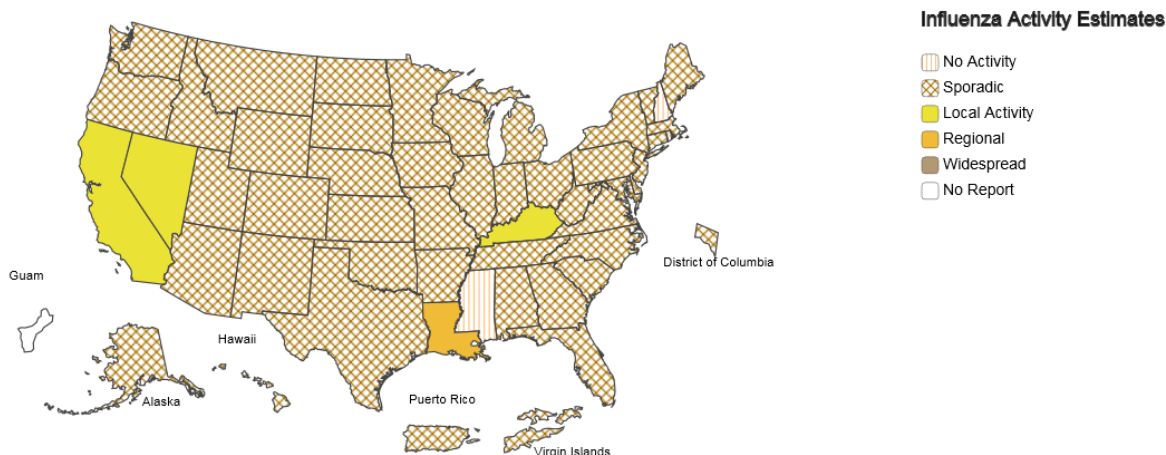 Influenza Activity Estimates
No Activity
Sporadic
Local Activity
Regional
Widespread
No Report
District of Columbia
Guam
Hawaii
Alaska
Puerto Rico
Virgin Islands